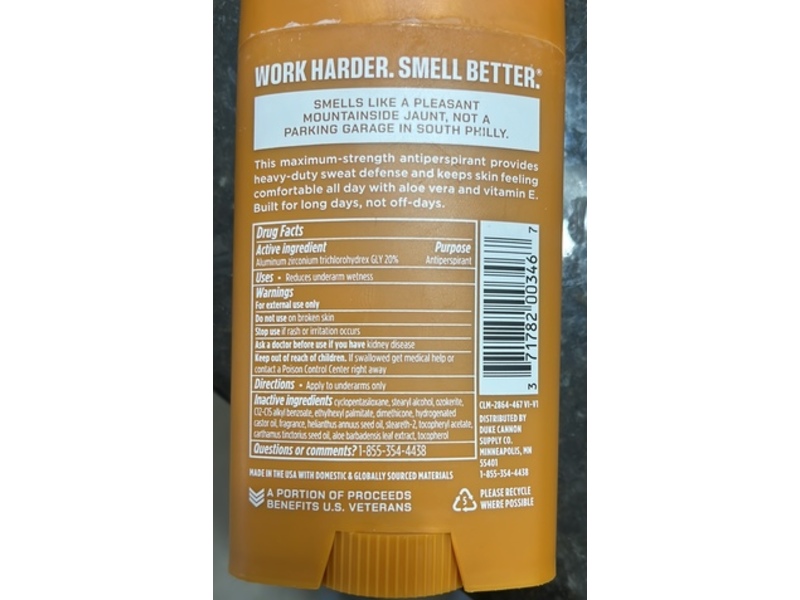 WORK HARDER. SMELL BETTER.®
SMELLS LIKE A PLEASANT
MOUNTAINSIDE JAUNT, NOT A
PARKING GARAGE IN SOUTH PHILLY.
This maximum-strength antiperspirant provides
heavy-duty sweat defense and keeps skin feeling
comfortable all day with aloe vera and vitamin E.
Built for long days, not off-days.
Drug Facts
Active ingredient Purpose
Aluminum zirconium trichlorohydrex GLY 20% Antiperspirant
Uses • Reduces underarm wetness
Warnings
For external use only
Do not use on broken skin
Stop use if rash or irritation occurs
Ask a doctor before use if you have kidney disease
Keep out of reach of children. If swallowed get medical help or
contact a Poison Control Center right away
Directions • Apply to underarms only
Inactive ingredients cyclopentasiloxane, stearyl alcohol, ozokerite,
C12-C15 alkyl benzoate, ethylhexyl palmitate, dimethicone, hydrogenated
castor oil, fragrance, helianthus annuus seed oil, steareth-2, tocopheryl acetate,
carthamus tinctorius seed oil, aloe barbadensis leaf extract, tocopherol
Questions or comments? 1-855-354-4438
3 71782 00346 7
CLM-2864-467 V1-V1
DISTRIBUTED BY
DUKE CANNON
SUPPLY CO.
MINNEAPOLIS, MN
55401
1-855-354-4438
MADE IN THE USA WITH DOMESTIC & GLOBALLY SOURCED MATERIALS
A PORTION OF PROCEEDS
BENEFITS U.S. VETERANS
5
PLEASE RECYCLE
WHERE POSSIBLE